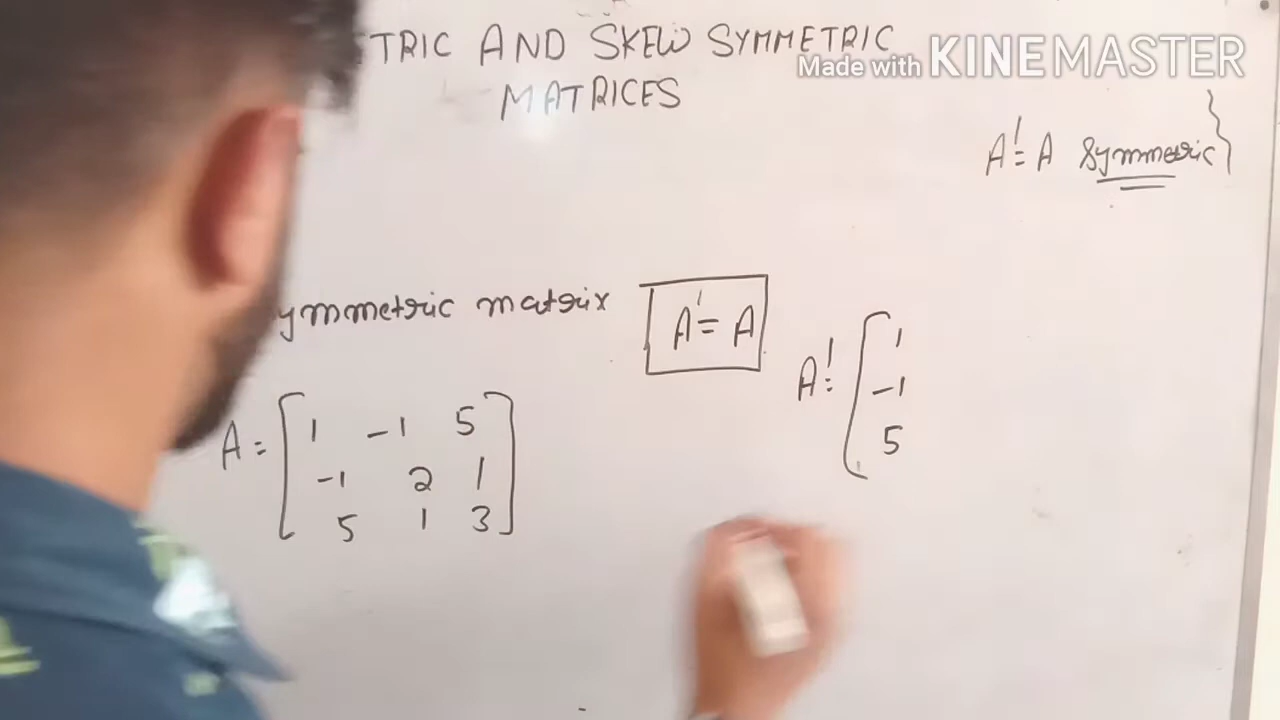 TRIC AND SKEW SYMMETRIC
MATRICES
Made with KINEMASTER
A' = A Symmetric
ymmetric matrix
A' = A
A' = [ 1
-1
5
A = [ 1 -1 5 ]
-1 2 1
5 1 3